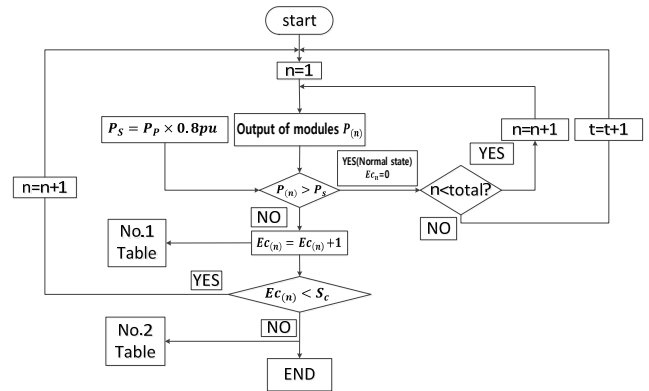 start
n=1
P_S = P_P × 0.8pu
Output of modules P_(n)
n=n+1
t=t+1
YES
YES(Normal state)
Ec_n=0
n=n+1
P_(n) > P_s
n<total?
NO
NO
No.1
Table
Ec_(n) = Ec_(n)+1
YES
Ec_(n) < S_c
NO
No.2
Table
END